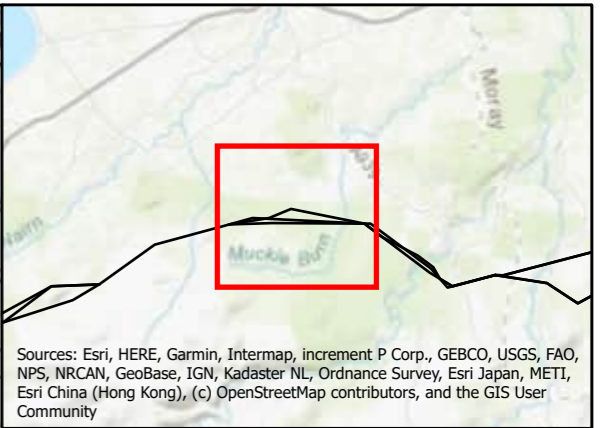 Moray
A939
Nairn
Muckle Burn
Sources: Esri, HERE, Garmin, Intermap, increment P Corp., GEBCO, USGS, FAO,
NPS, NRCAN, GeoBase, IGN, Kadaster NL, Ordnance Survey, Esri Japan, METI,
Esri China (Hong Kong), (c) OpenStreetMap contributors, and the GIS User
Community